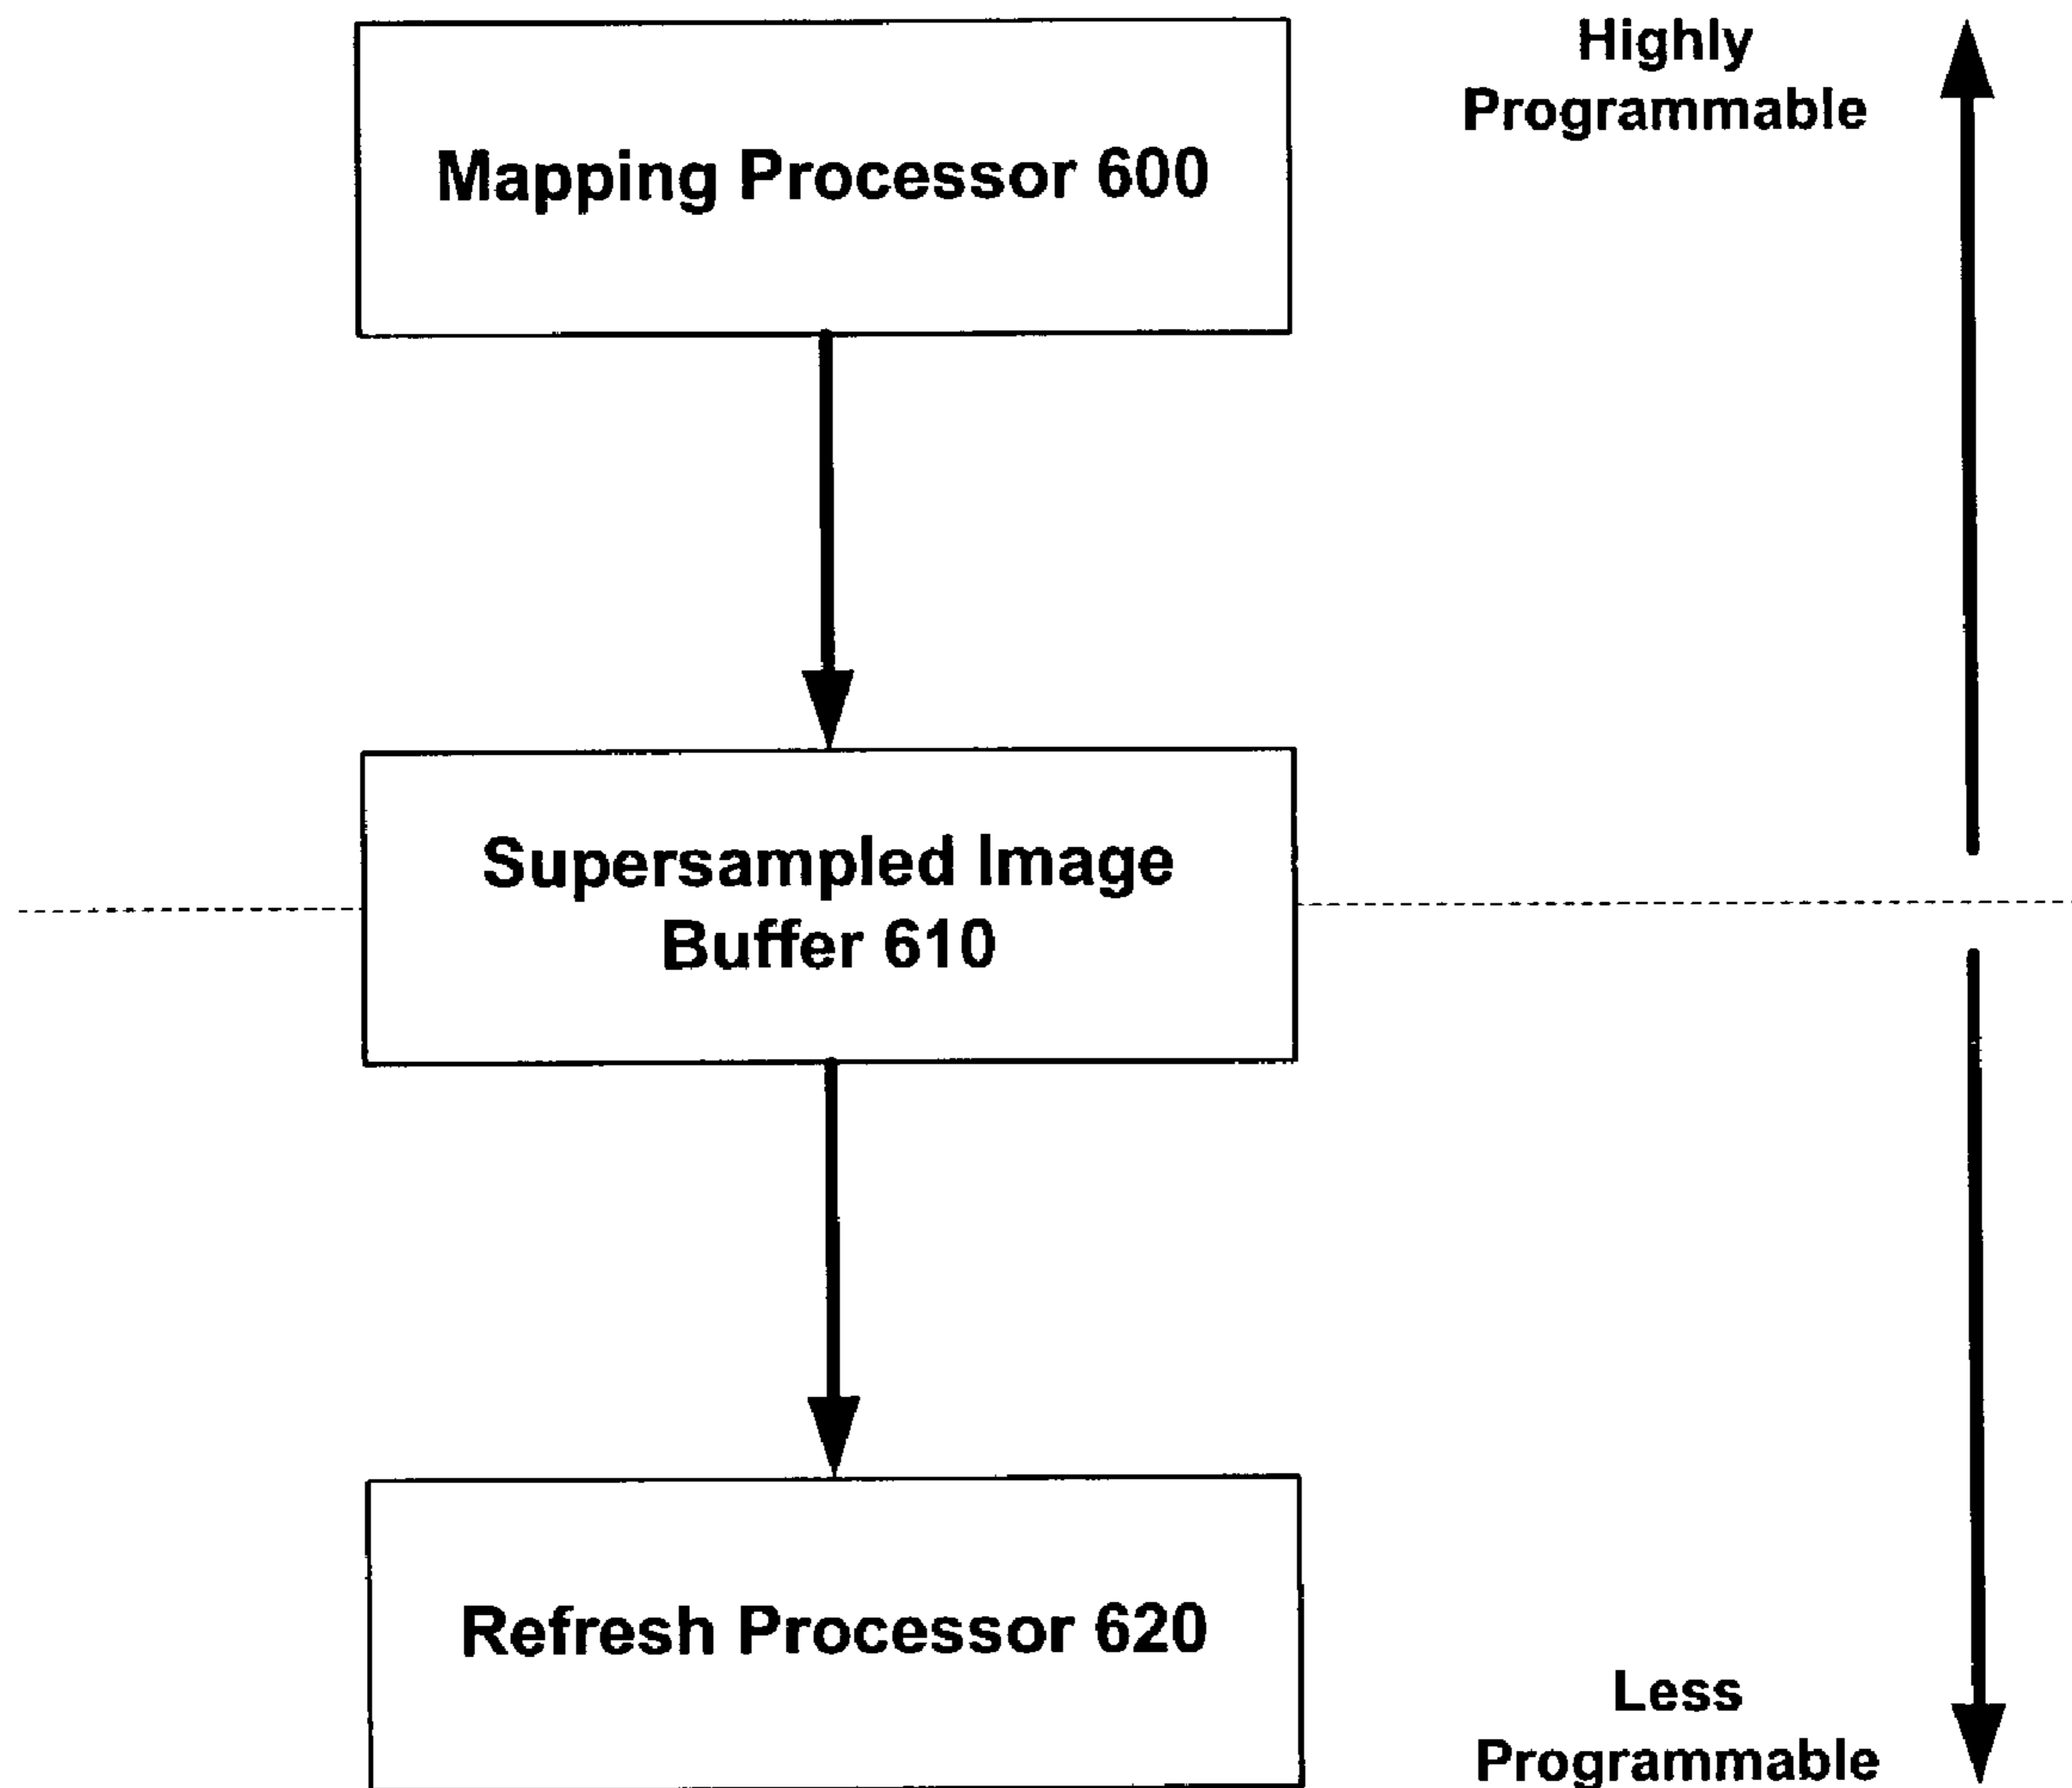 Highly
Programmable
Mapping Processor 600
Supersampled Image
Buffer 610
Refresh Processor 620
Less
Programmable